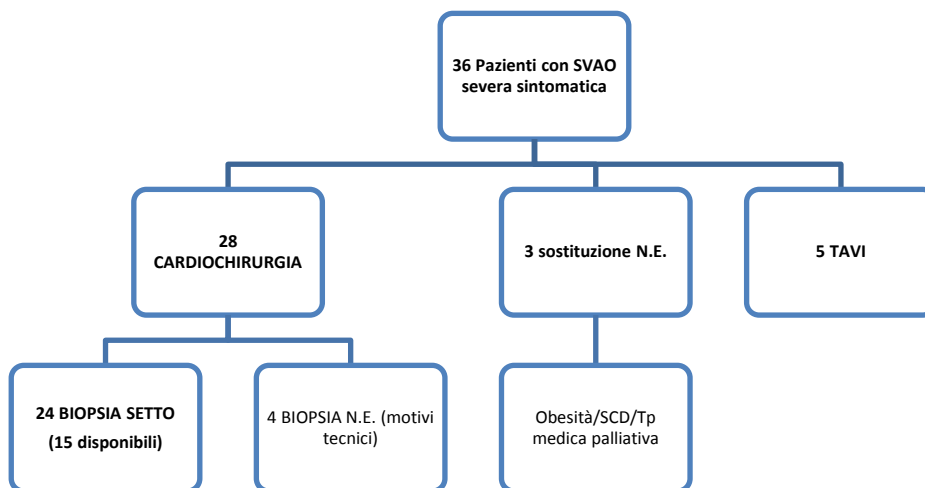 36 Pazienti con SVAO
severa sintomatica
28
CARDIOCHIRURGIA
3 sostituzione N.E.
5 TAVI
24 BIOPSIA SETTO
(15 disponibili)
4 BIOPSIA N.E. (motivi
tecnici)
Obesità/SCD/Tp
medica palliativa